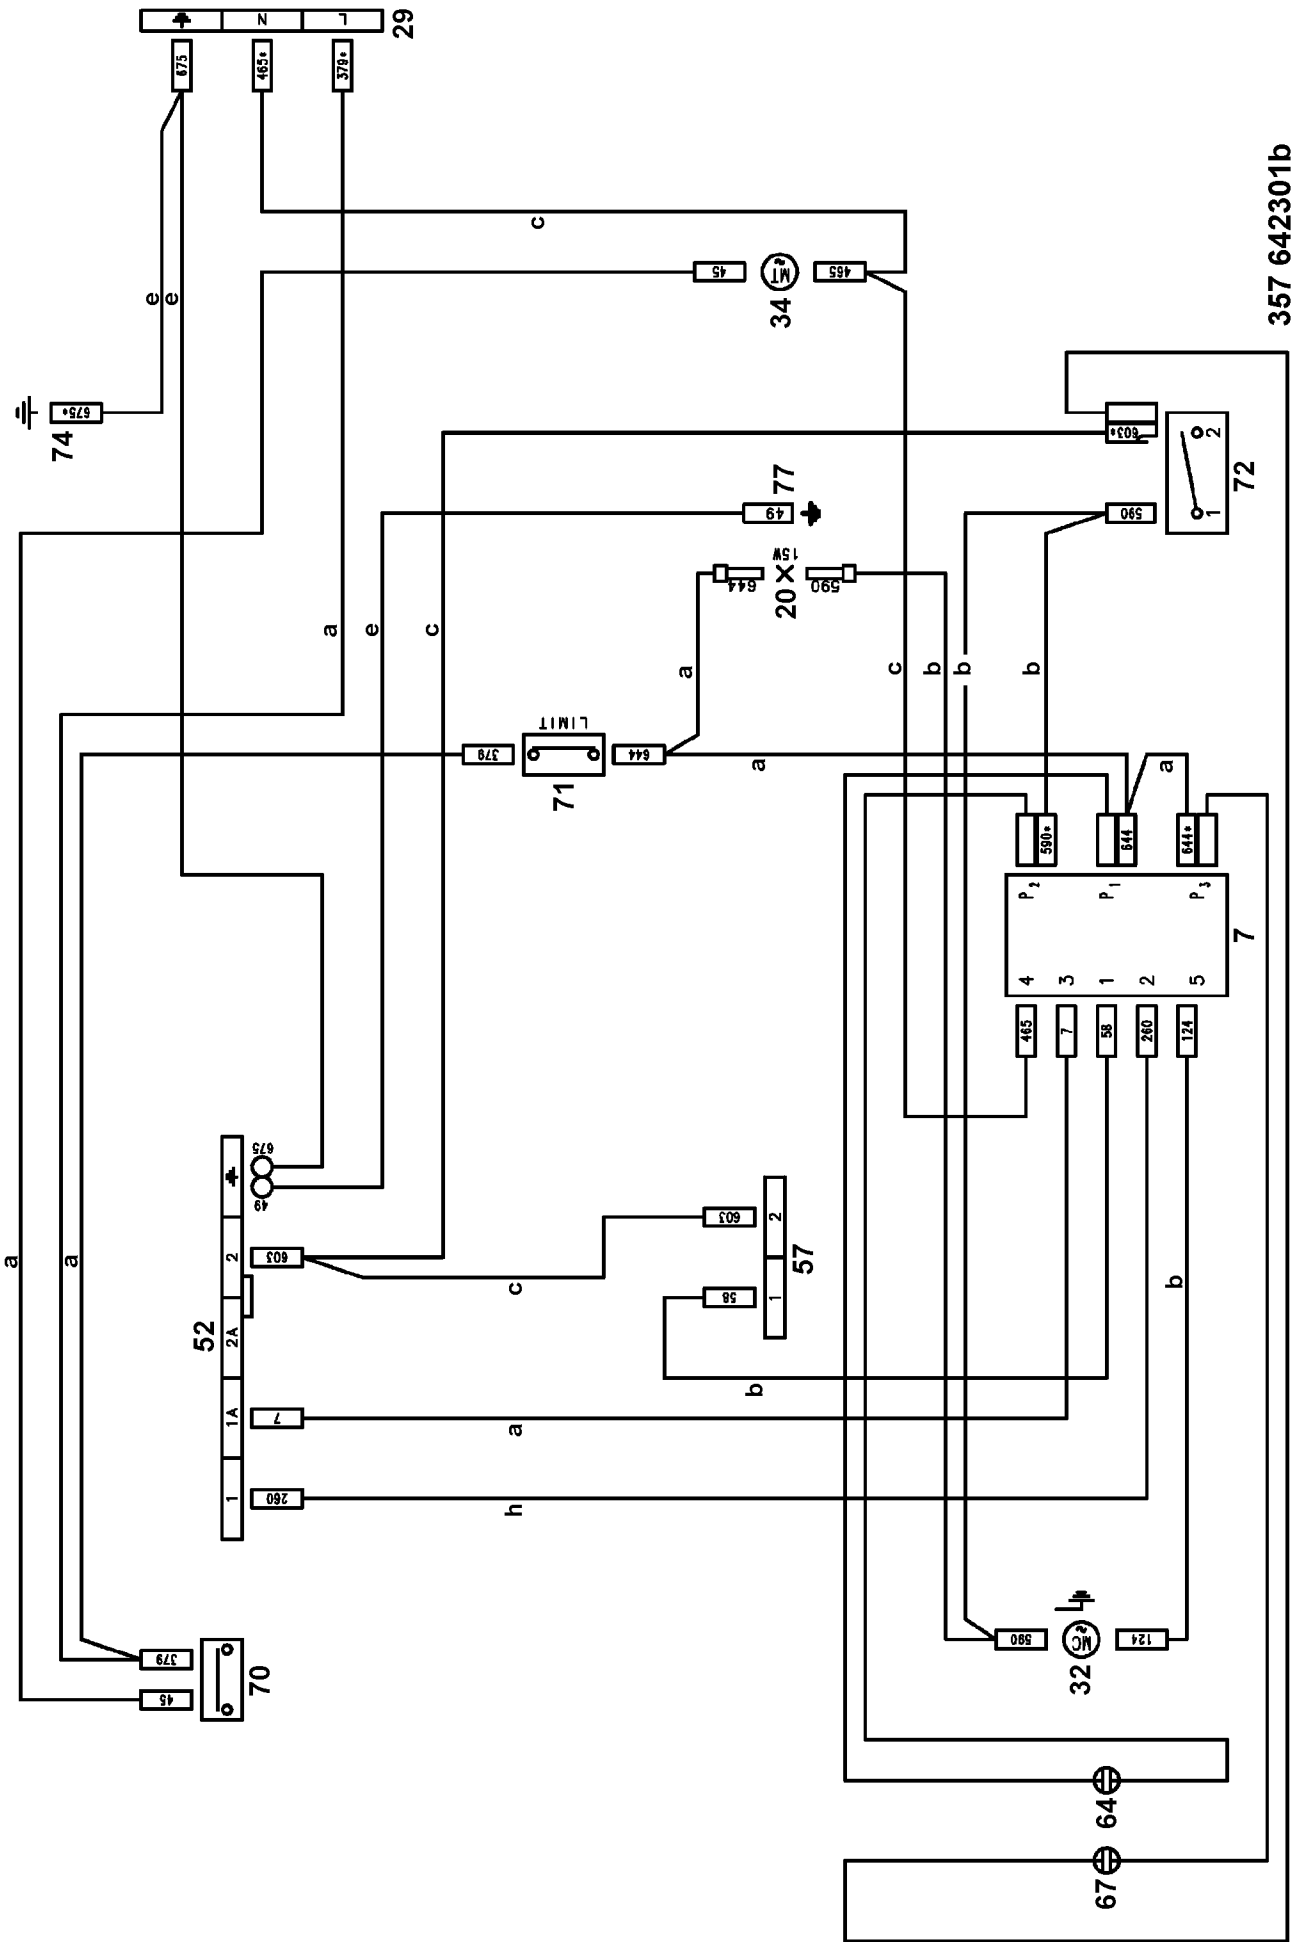 N
L
29
675
465*
379*
c
e
e
45
MT
~
465
34
675*
74
603*
2
1
590
72
49
77
15W
644
20
590
a
e
c
a
c
b
b
b
LIMIT
379
644
71
a
a
590*
644
644*
P2
P1
P3
4
3
1
2
5
7
465
7
58
260
124
675
49
603
2
2A
1A
1
52
c
603
58
2
1
57
b
a
a
b
7
a
260
h
b
379
45
70
590
MC
~
124
32
64
67
357 642301b